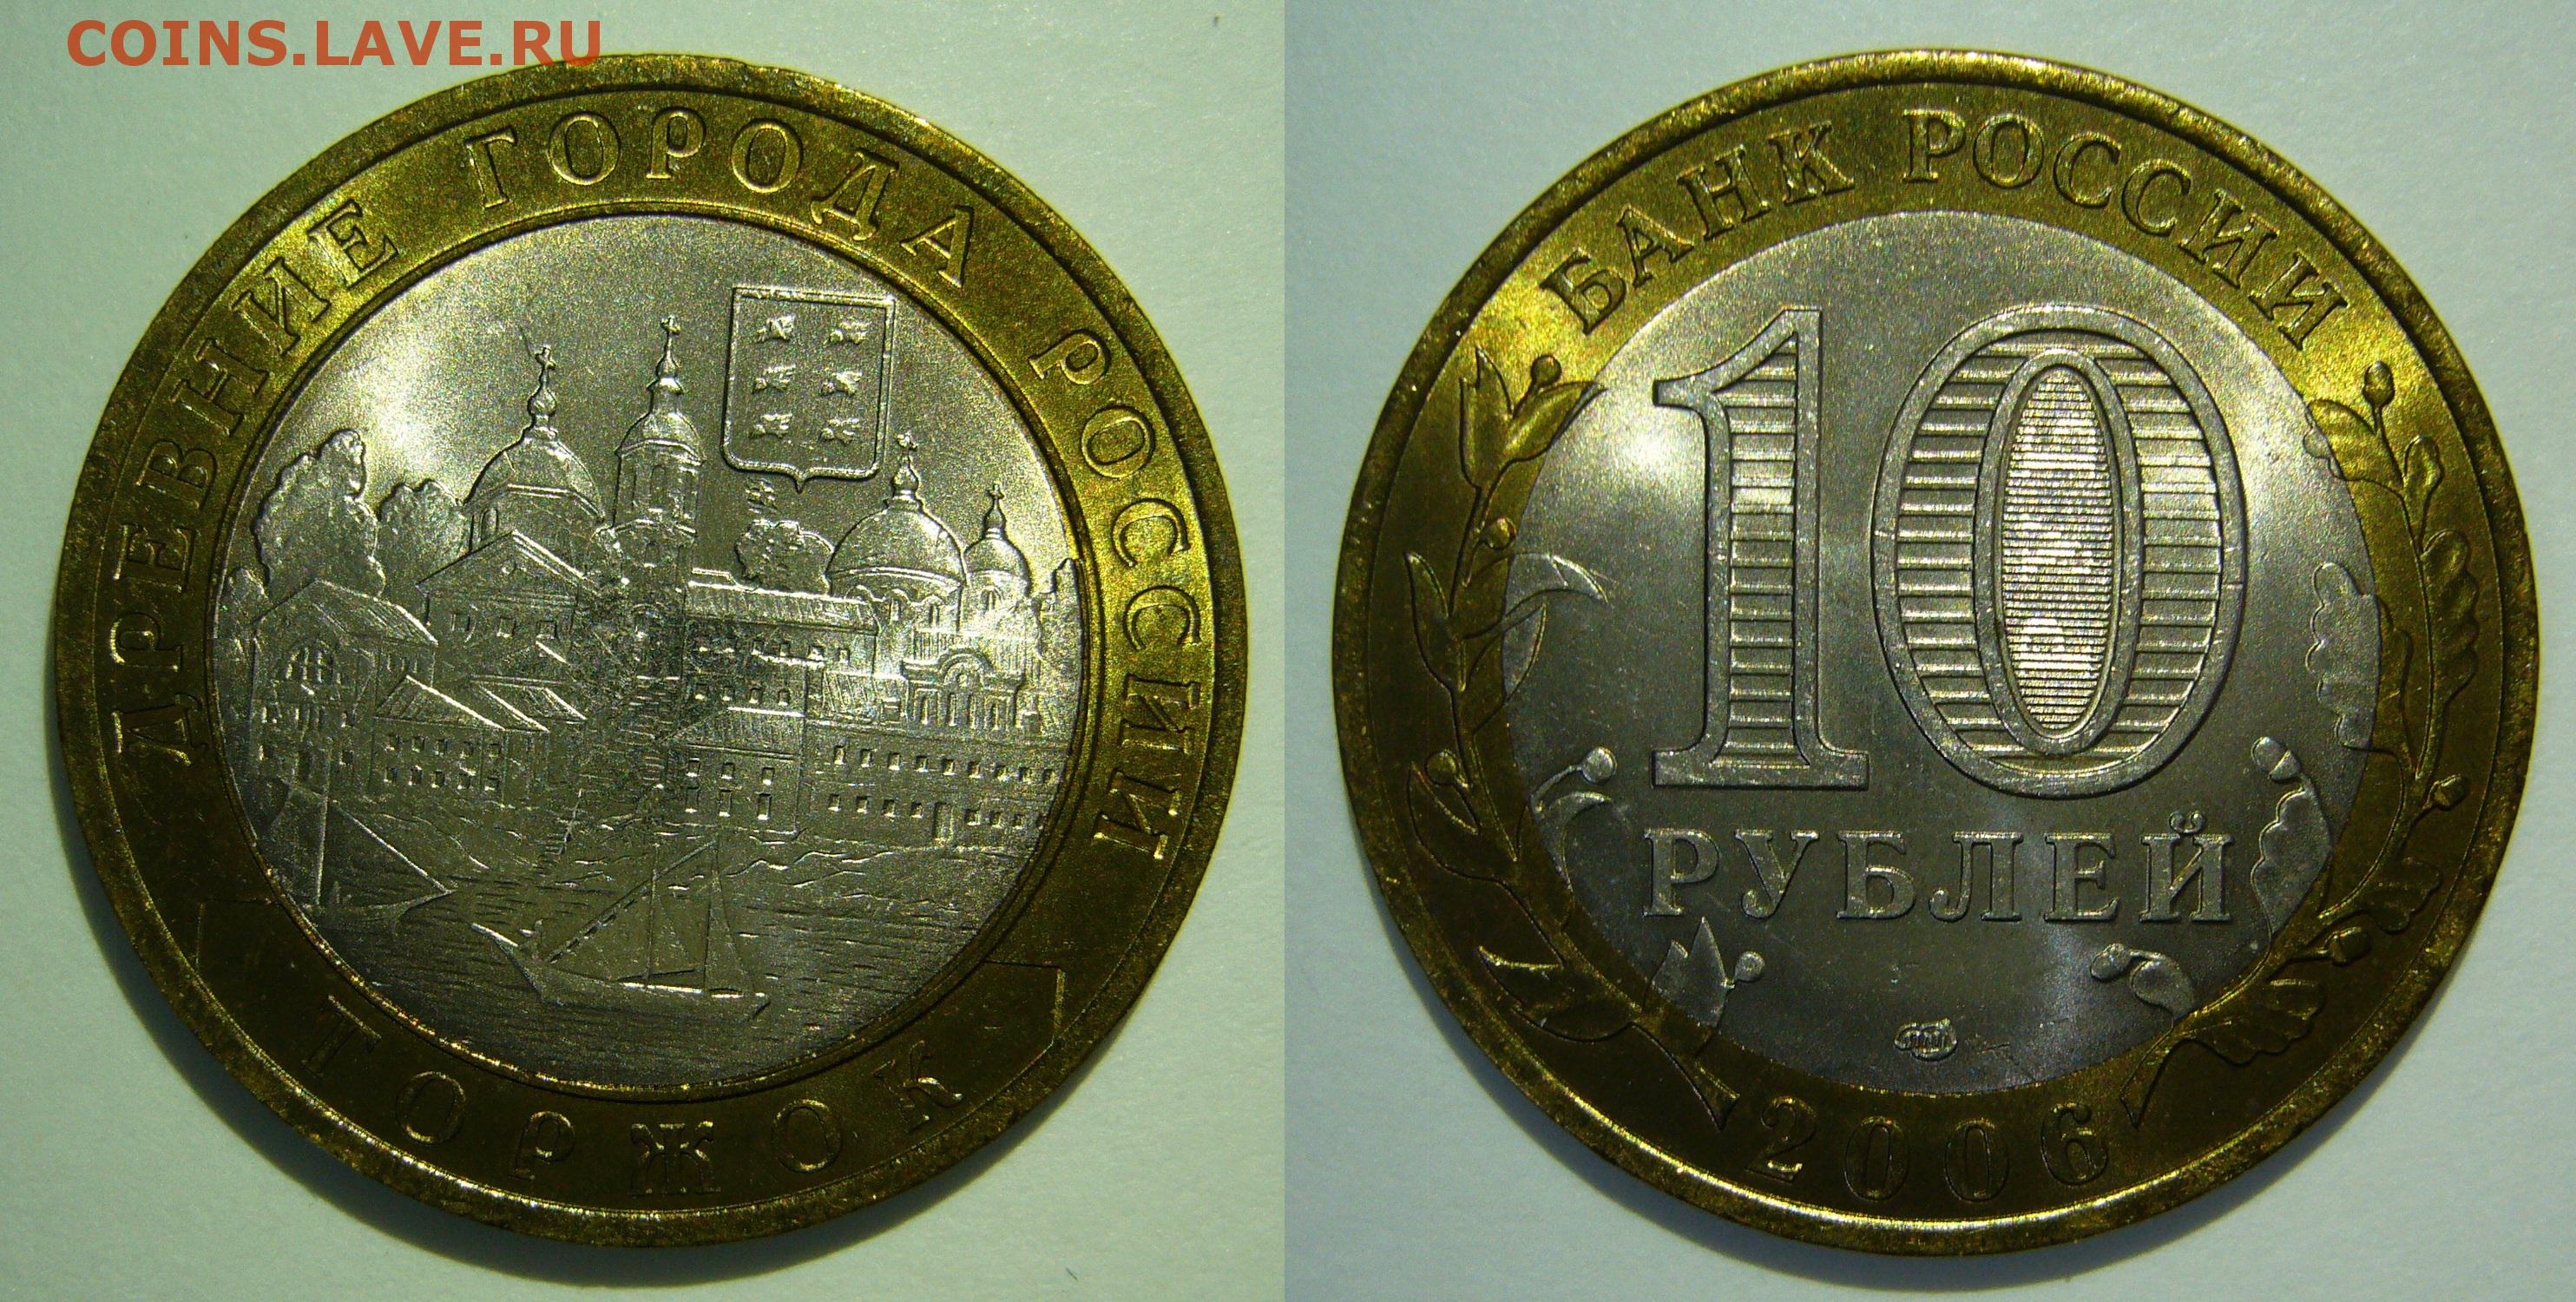 COINS.LAVE.RU
ДРЕВНИЕ ГОРОДА РОССИИ
ТОРЖОК
БАНК РОССИИ
10
РУБЛЕЙ
2006